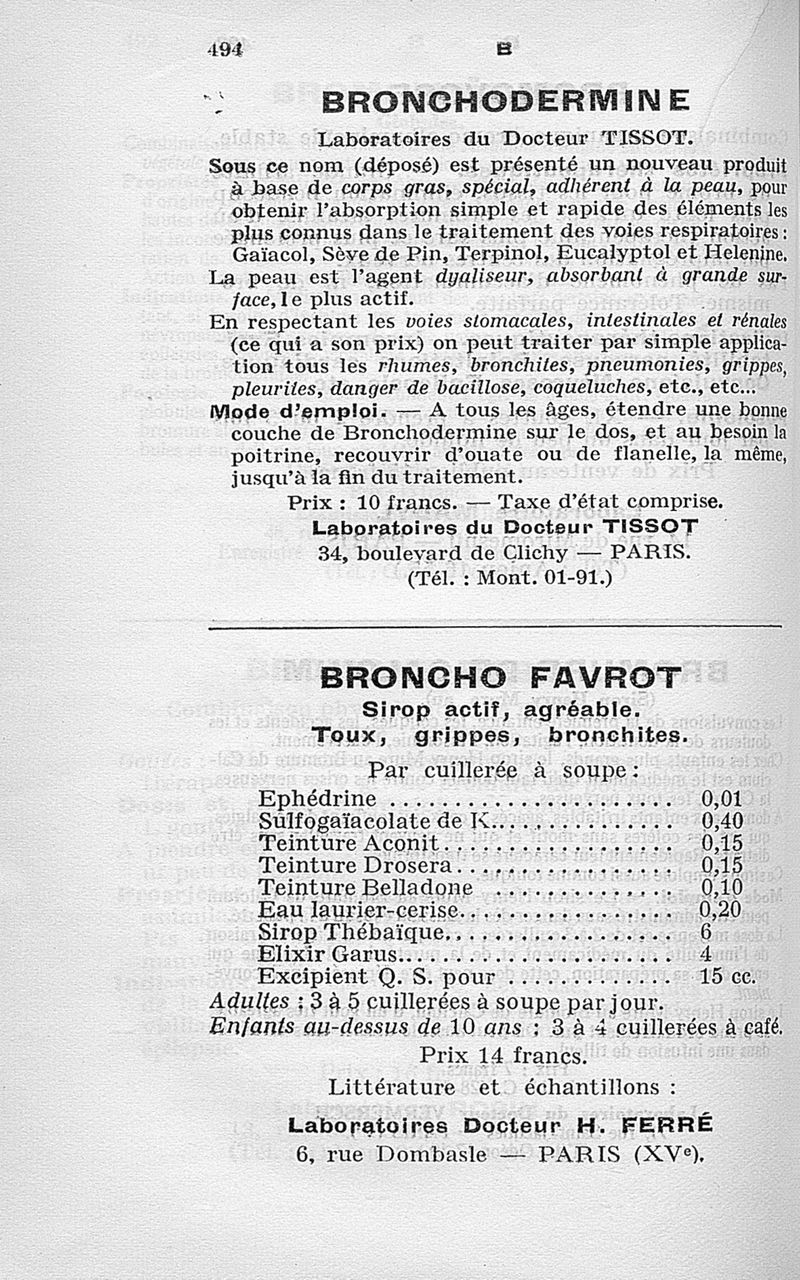 494
B
BRONCHODERMINE
Laboratoires du Docteur TISSOT.
Sous ce nom (déposé) est présenté un nouveau produit
à base de corps gras, spécial, adhérent à la peau, pour
obtenir l'absorption simple et rapide des éléments les
plus connus dans le traitement des voies respiratoires :
Gaïacol, Sève de Pin, Terpinol, Eucalyptol et Helenine.
La peau est l'agent dyaliseur, absorbant à grande sur-
face, le plus actif.
En respectant les voies stomacales, intestinales et rénales
(ce qui a son prix) on peut traiter par simple applica-
tion tous les rhumes, bronchites, pneumonies, grippes,
pleurites, danger de bacillose, coqueluches, etc., etc...
Mode d'emploi. — A tous les âges, étendre une bonne
couche de Bronchodermine sur le dos, et au besoin la
poitrine, recouvrir d'ouate ou de flanelle, la même,
jusqu'à la fin du traitement.
Prix : 10 francs. — Taxe d'état comprise.
Laboratoires du Docteur TISSOT
34, boulevard de Clichy — PARIS.
(Tél. : Mont. 01-91.)
BRONCHO FAVROT
Sirop actif, agréable.
Toux, grippes, bronchites.
Par cuillerée à soupe :
Ephédrine ...................... 0,01
Sulfogaïacolate de K.............. 0,40
Teinture Aconit.................. 0,15
Teinture Drosera................. 0,15
Teinture Belladone .............. 0,10
Eau laurier-cerise................. 0,20
Sirop Thébaïque.................. 6
Elixir Garus..................... 4
Excipient Q. S. pour ............. 15 cc.
Adultes : 3 à 5 cuillerées à soupe par jour.
Enfants au-dessus de 10 ans : 3 à 4 cuillerées à café.
Prix 14 francs.
Littérature et échantillons :
Laboratoires Docteur H. FERRÉ
6, rue Dombasle — PARIS (XVe).